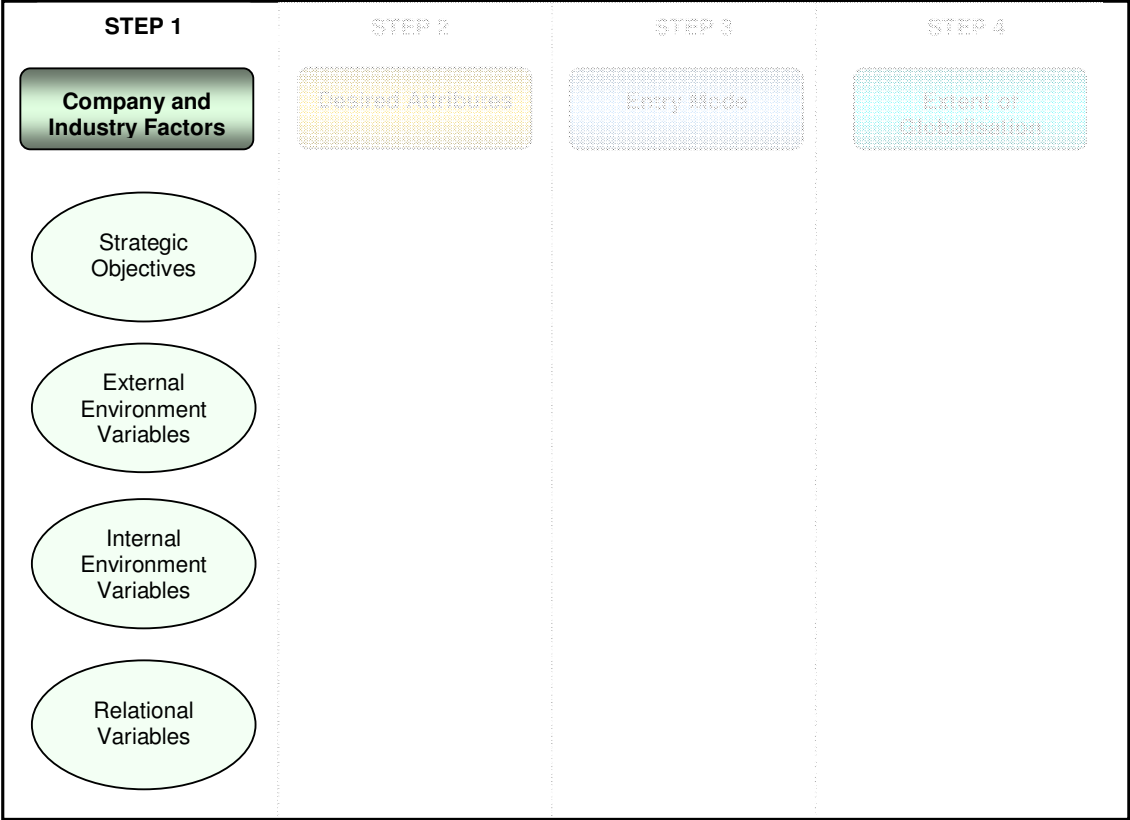 STEP 1
STEP 2
STEP 3
STEP 4
Company and
Industry Factors
Desired Attributes
Entry Mode
Extent of
Globalisation
Strategic
Objectives
External
Environment
Variables
Internal
Environment
Variables
Relational
Variables